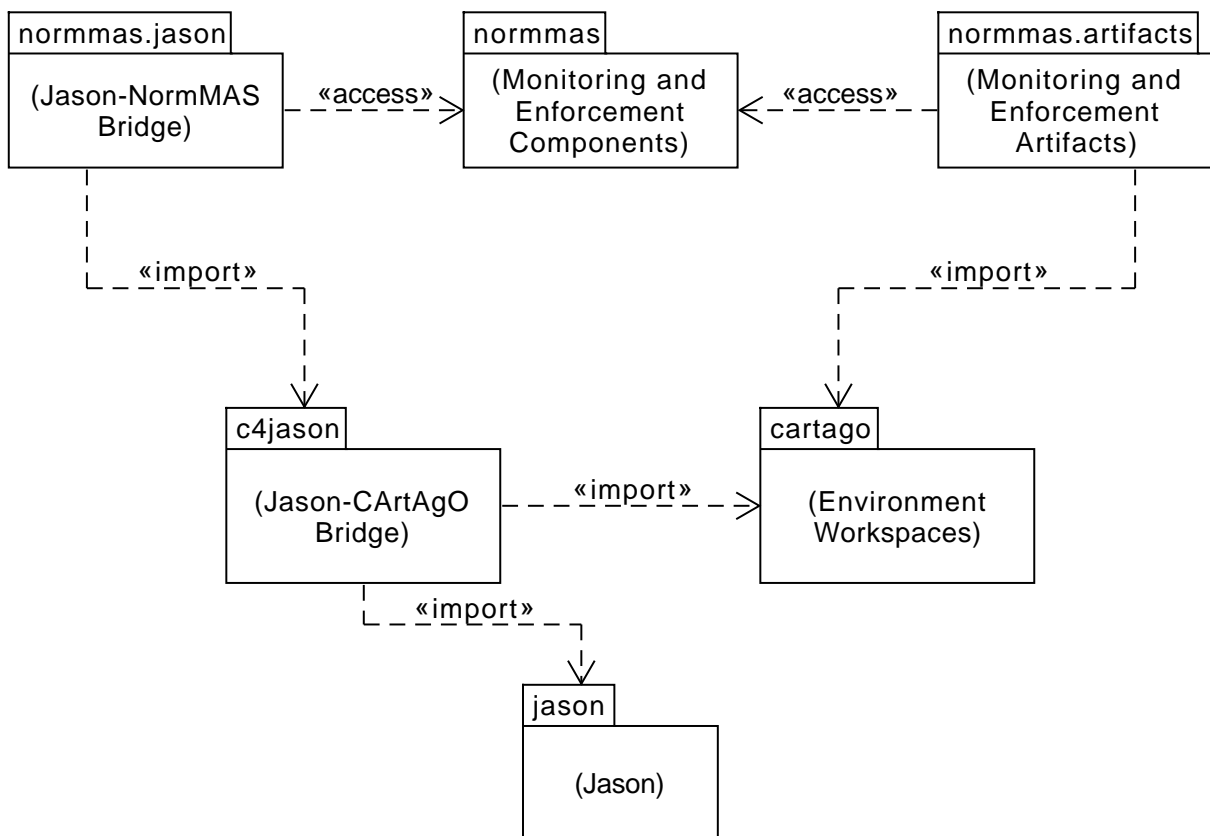 normmas.jason
(Jason-NormMAS
Bridge)
«access»
normmas
(Monitoring and
Enforcement
Components)
«access»
normmas.artifacts
(Monitoring and
Enforcement
Artifacts)
«import»
«import»
c4jason
(Jason-CArtAgO
Bridge)
«import»
cartago
(Environment
Workspaces)
«import»
jason
(Jason)